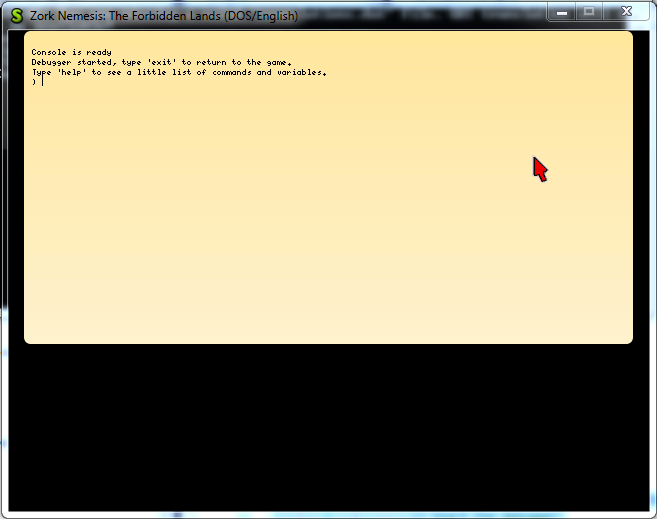 Zork Nemesis: The Forbidden Lands (DOS/English)
Console is ready
Debugger started, type 'exit' to return to the game.
Type 'help' to see a little list of commands and variables.
)